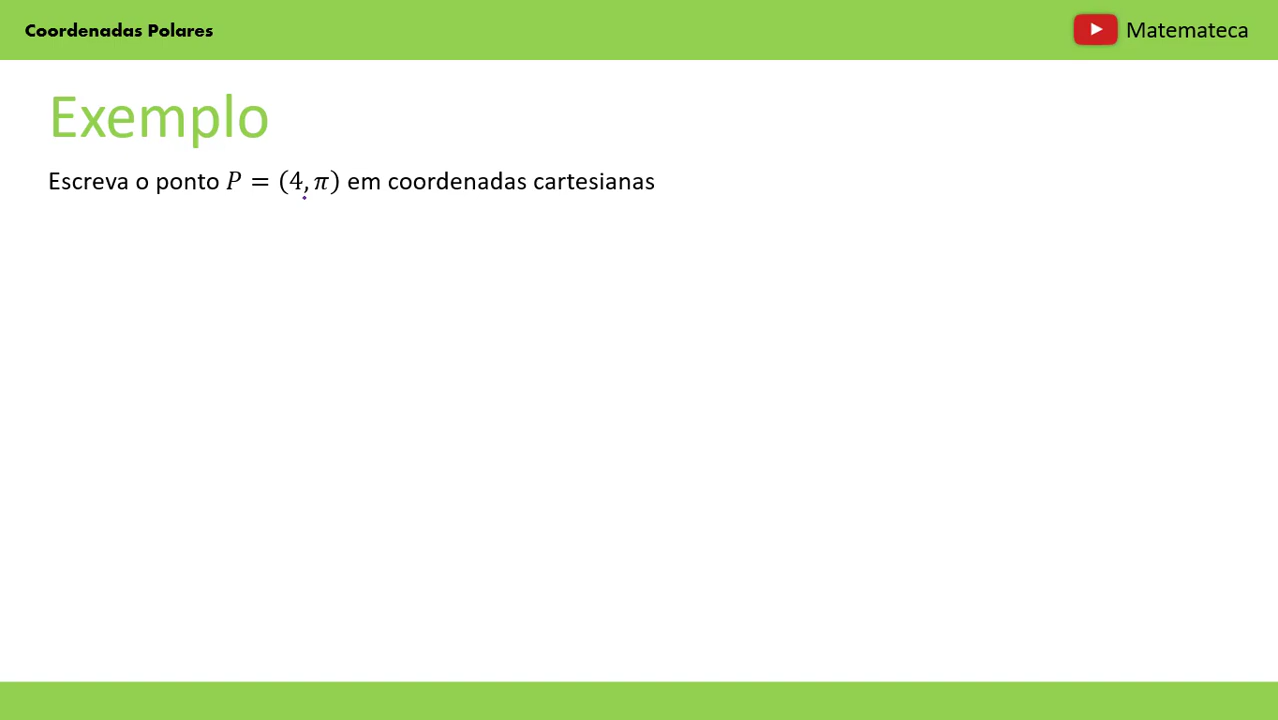 Coordenadas Polares
Matemateca
Exemplo
Escreva o ponto 𝑃 = (4, 𝜋) em coordenadas cartesianas